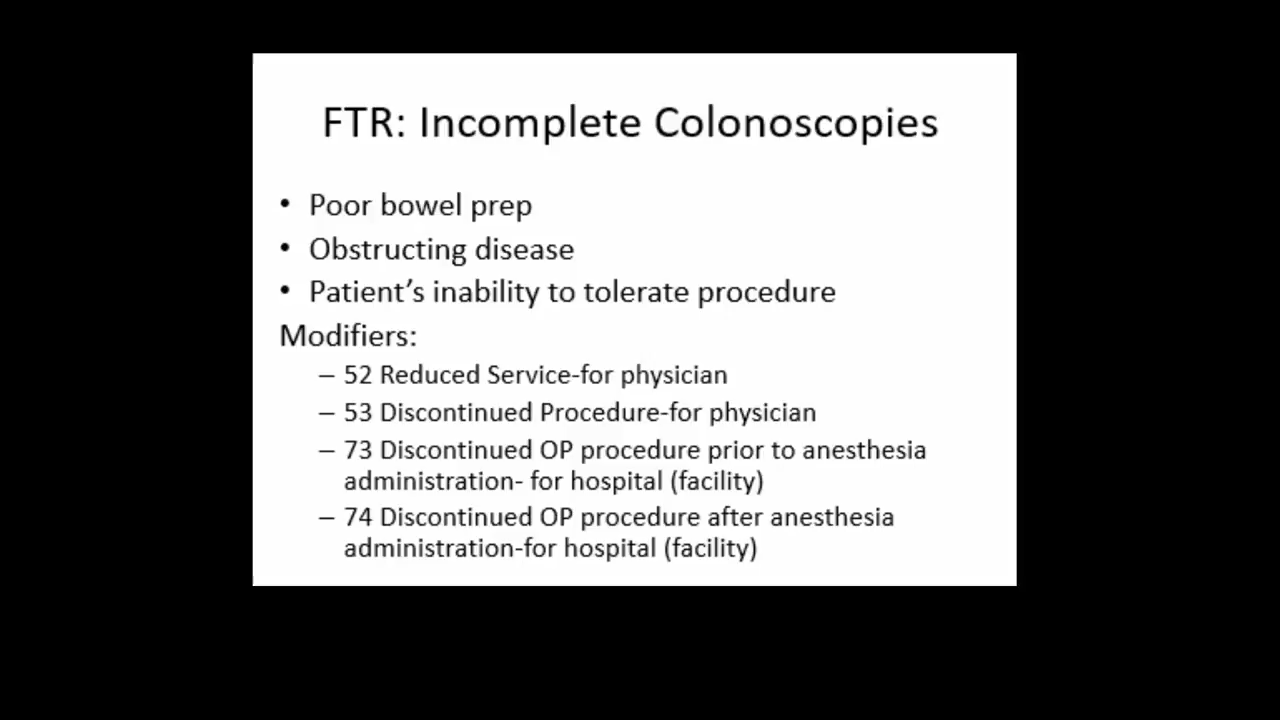 FTR: Incomplete Colonoscopies
• Poor bowel prep
• Obstructing disease
• Patient’s inability to tolerate procedure
Modifiers:
– 52 Reduced Service-for physician
– 53 Discontinued Procedure-for physician
– 73 Discontinued OP procedure prior to anesthesia
administration- for hospital (facility)
– 74 Discontinued OP procedure after anesthesia
administration-for hospital (facility)